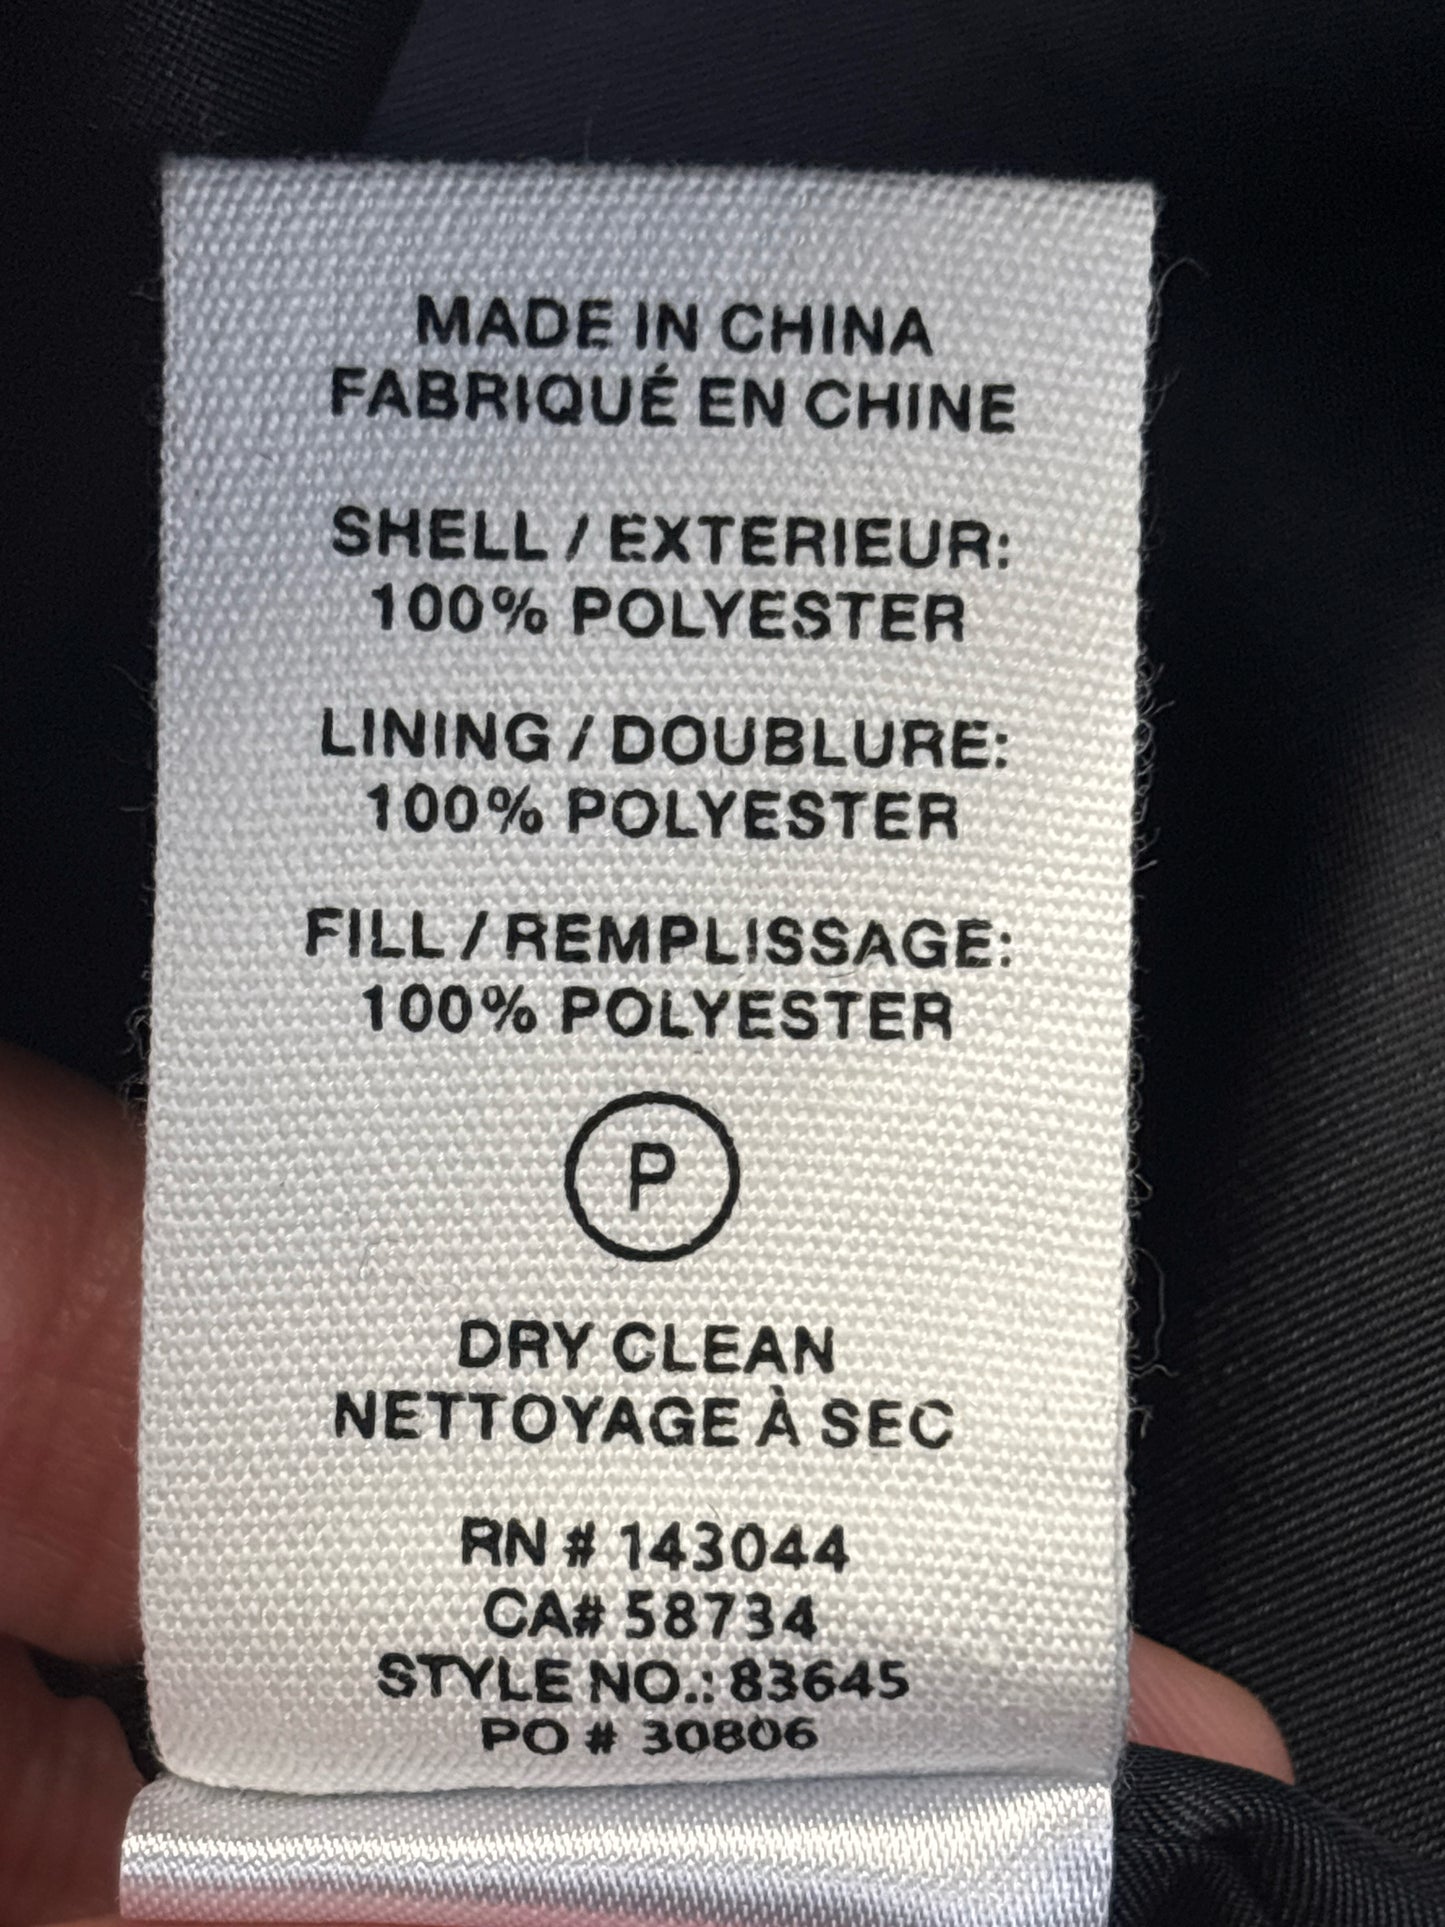 MADE IN CHINA
FABRIQUÉ EN CHINE
SHELL / EXTERIEUR:
100% POLYESTER
LINING / DOUBLURE:
100% POLYESTER
FILL / REMPLISSAGE:
100% POLYESTER
P
DRY CLEAN
NETTOYAGE À SEC
RN # 143044
CA# 58734
STYLE NO.: 83645
PO # 30806